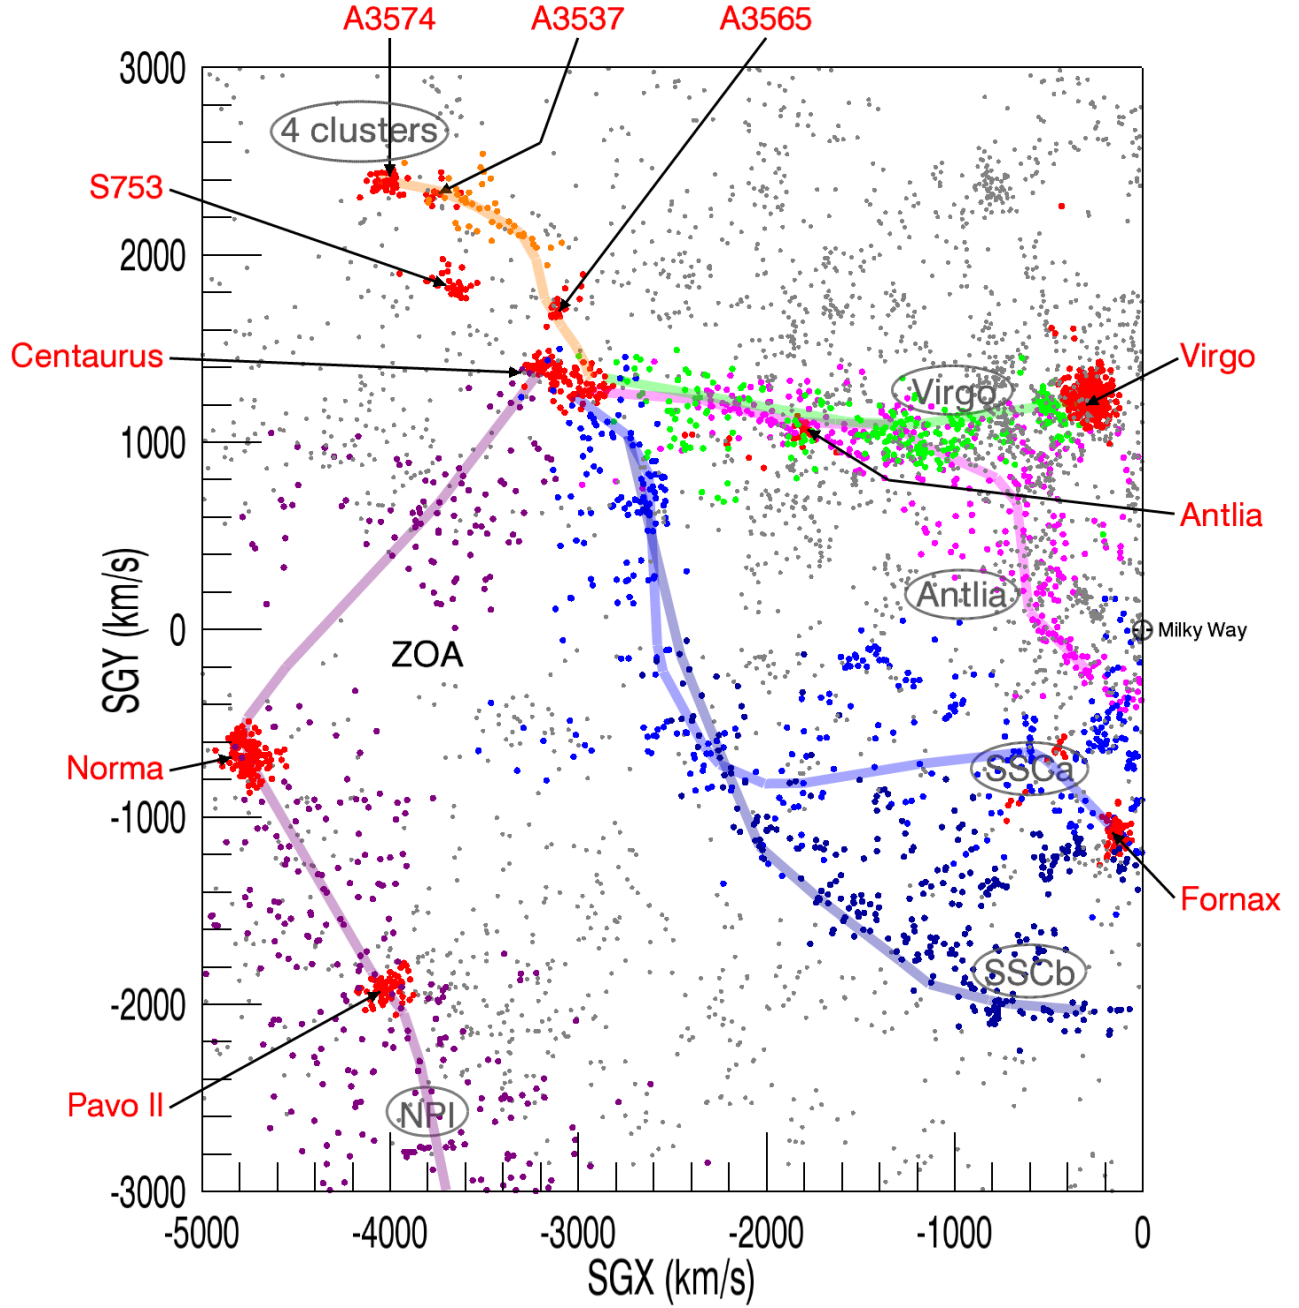 A3574 A3537 A3565
3000
4 clusters
S753
2000
Centaurus
Virgo
Virgo
1000
Antlia
SGY (km/s)
Antlia
0
Milky Way
ZOA
Norma
SSCa
-1000
Fornax
SSCb
-2000
Pavo II
NPI
-3000
-5000 -4000 -3000 -2000 -1000 0
SGX (km/s)